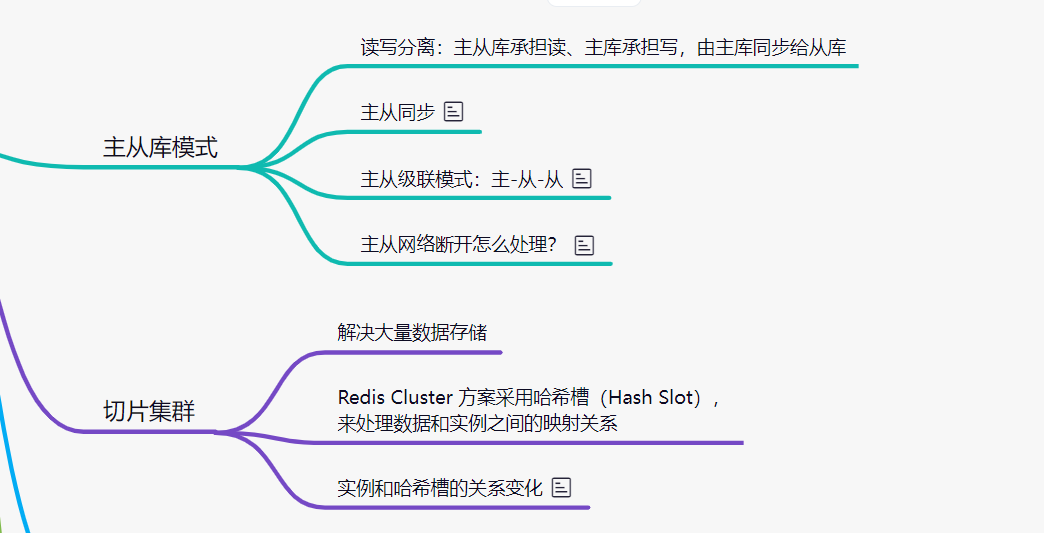 读写分离：主从库承担读、主库承担写，由主库同步给从库
主从同步
主从库模式
主从级联模式：主-从-从
主从网络断开怎么处理？
解决大量数据存储
Redis Cluster 方案采用哈希槽（Hash Slot），
来处理数据和实例之间的映射关系
切片集群
实例和哈希槽的关系变化